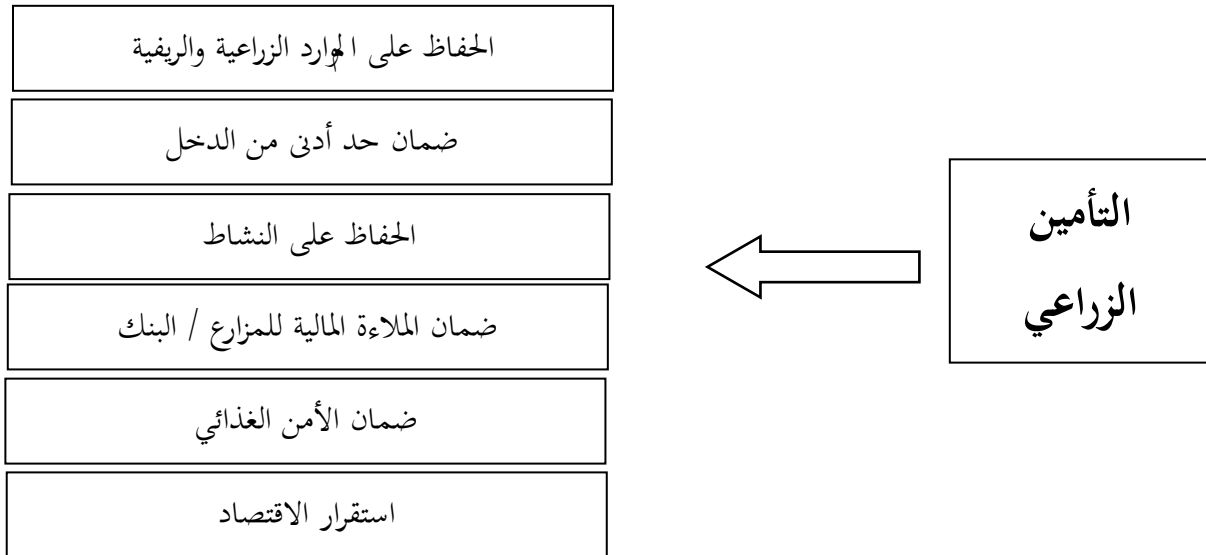 التأمين
الزراعي
الحفاظ على الموارد الزراعية والريفية
ضمان حد أدنى من الدخل
الحفاظ على النشاط
ضمان الملاءة المالية للمزارع / البنك
ضمان الأمن الغذائي
استقرار الاقتصاد